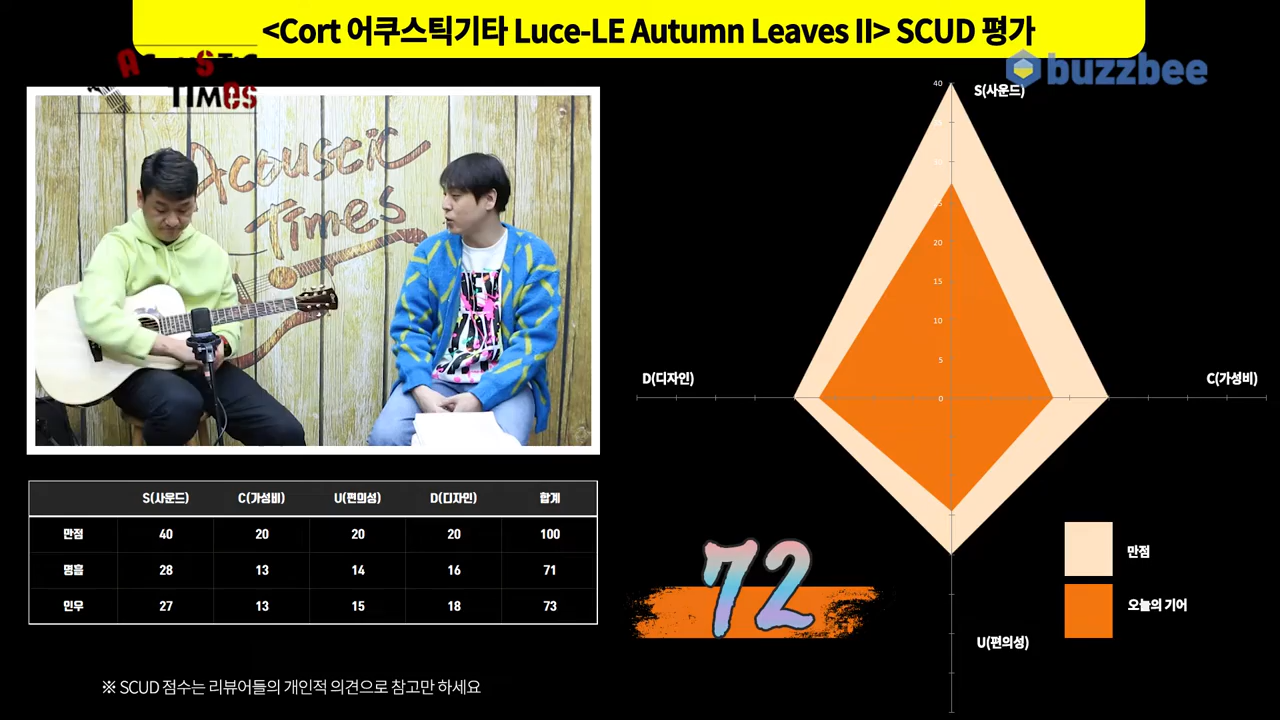 <Cort 어쿠스틱기타 Luce-LE Autumn Leaves II> SCUD 평가
ACOUSTIC
TIMES
buzzbee
Acoustic
Times
S(사운드)
D(디자인)
C(가성비)
U(편의성)
40
20
15
10
5
0
S(사운드) C(가성비) U(편의성) D(디자인) 합계
만점 40 20 20 20 100
명흠 28 13 14 16 71
민우 27 13 15 18 73
72
만점
오늘의 기어
※ SCUD 점수는 리뷰어들의 개인적 의견으로 참고만 하세요